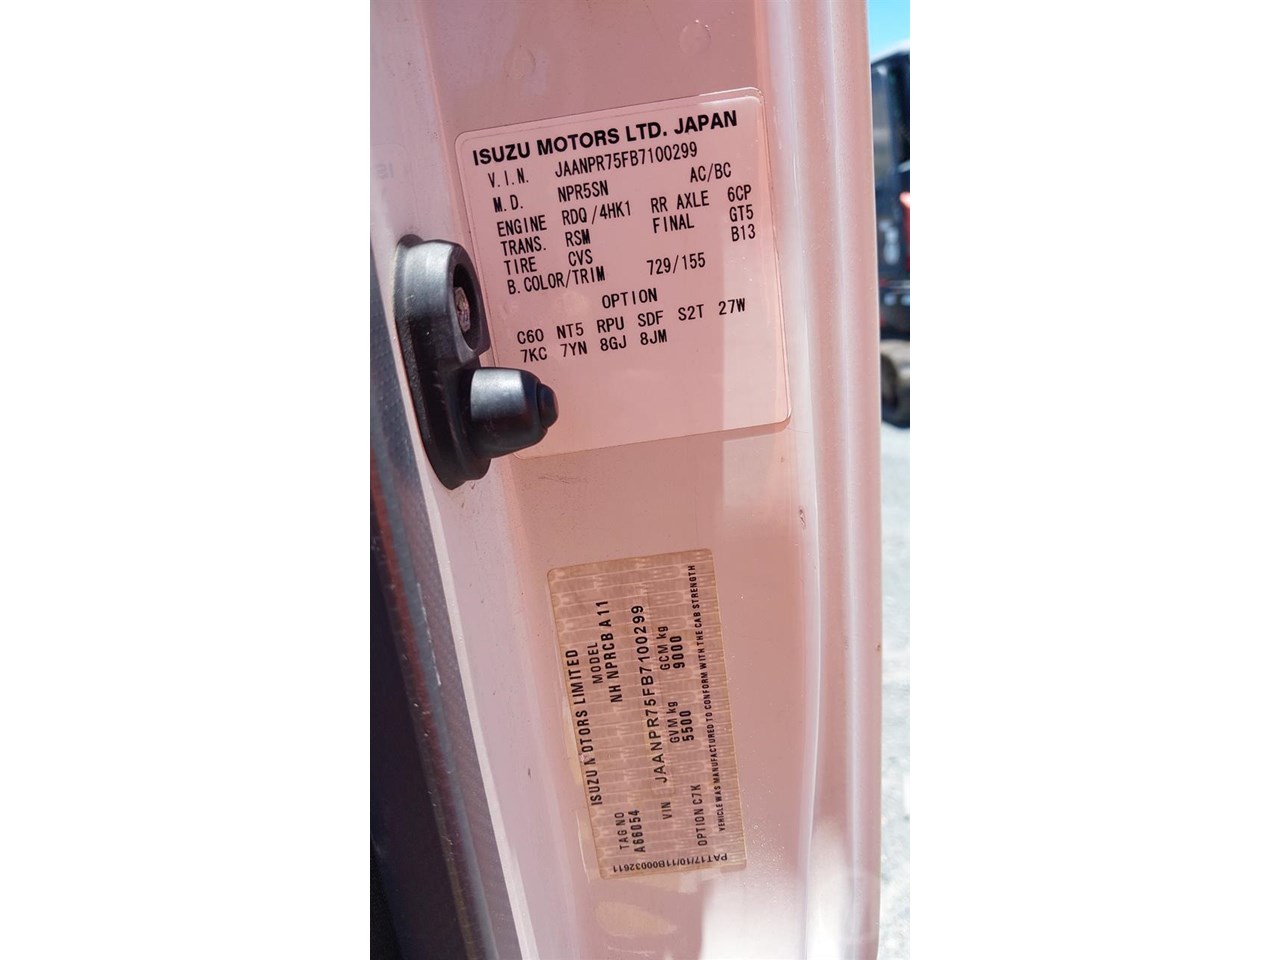 ISUZU MOTORS LTD. JAPAN
V.I.N. JAANPR75FB7100299
M.D. NPR5SN AC/BC
ENGINE RDQ/4HK1 RR AXLE 6CP
TRANS. RSM FINAL GT5
TIRE CVS B13
B.COLOR/TRIM 729/155
OPTION
C60 NT5 RPU SDF S2T 27W
7KC 7YN 8GJ 8JM
ISUZU MOTORS LIMITED
TAG NO MODEL
A66054 NH NPRCB A11
VIN JAANPR75FB7100299
GVM kg GCM kg
5500 9000
OPTION C7K
VEHICLE WAS MANUFACTURED TO CONFORM WITH THE CAB STRENGTH
PAT17/10/11B00032611